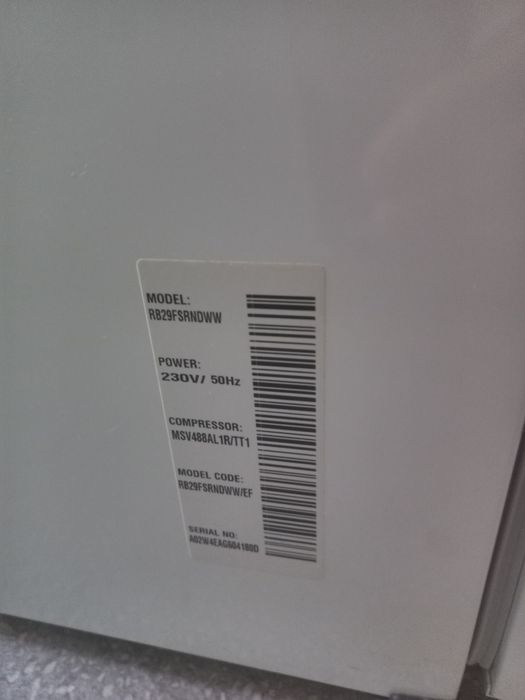 MODEL:
RB29FSRNDWW
POWER:
230V/ 50Hz
COMPRESSOR:
MSV488AL1R/TT1
MODEL CODE:
RB29FSRNDWW/EF
SERIAL NO: